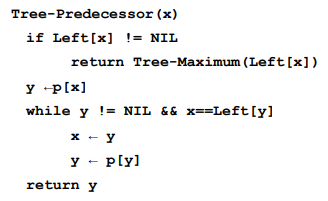 Tree-Predecessor(x)
if Left[x] != NIL
return Tree-Maximum(Left[x])
y ←p[x]
while y != NIL && x==Left[y]
x ← y
y ← p[y]
return y